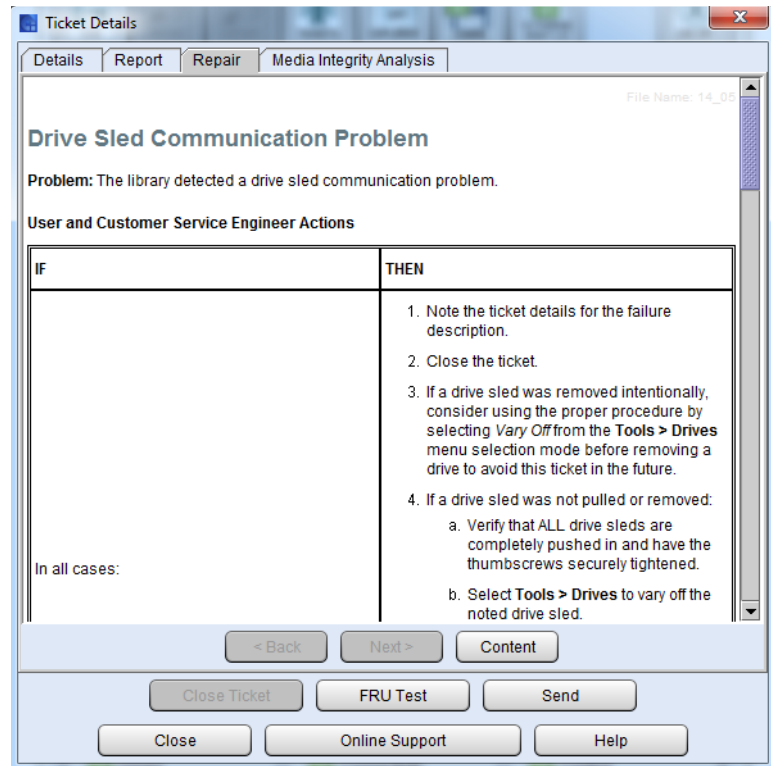 Ticket Details
Details Report Repair Media Integrity Analysis
File Name: 14_05
Drive Sled Communication Problem
Problem: The library detected a drive sled communication problem.
User and Customer Service Engineer Actions
IF THEN
1. Note the ticket details for the failure
description.
2. Close the ticket.
3. If a drive sled was removed intentionally,
consider using the proper procedure by
selecting Vary Off from the Tools > Drives
menu selection mode before removing a
drive to avoid this ticket in the future.
4. If a drive sled was not pulled or removed:
a. Verify that ALL drive sleds are
completely pushed in and have the
thumbscrews securely tightened.
In all cases:
b. Select Tools > Drives to vary off the
noted drive sled.
< Back Next > Content
Close Ticket FRU Test Send
Close Online Support Help